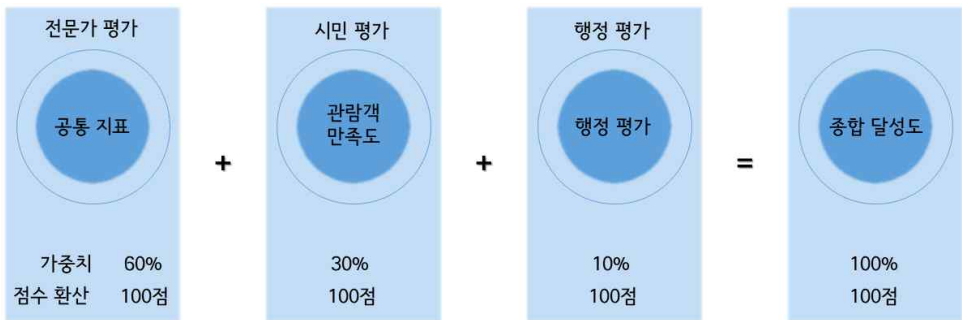 전문가 평가
시민 평가
행정 평가
공통 지표
관람객
만족도
행정 평가
종합 달성도
+
+
=
가중치 60%
30%
10%
100%
점수 환산 100점
100점
100점
100점